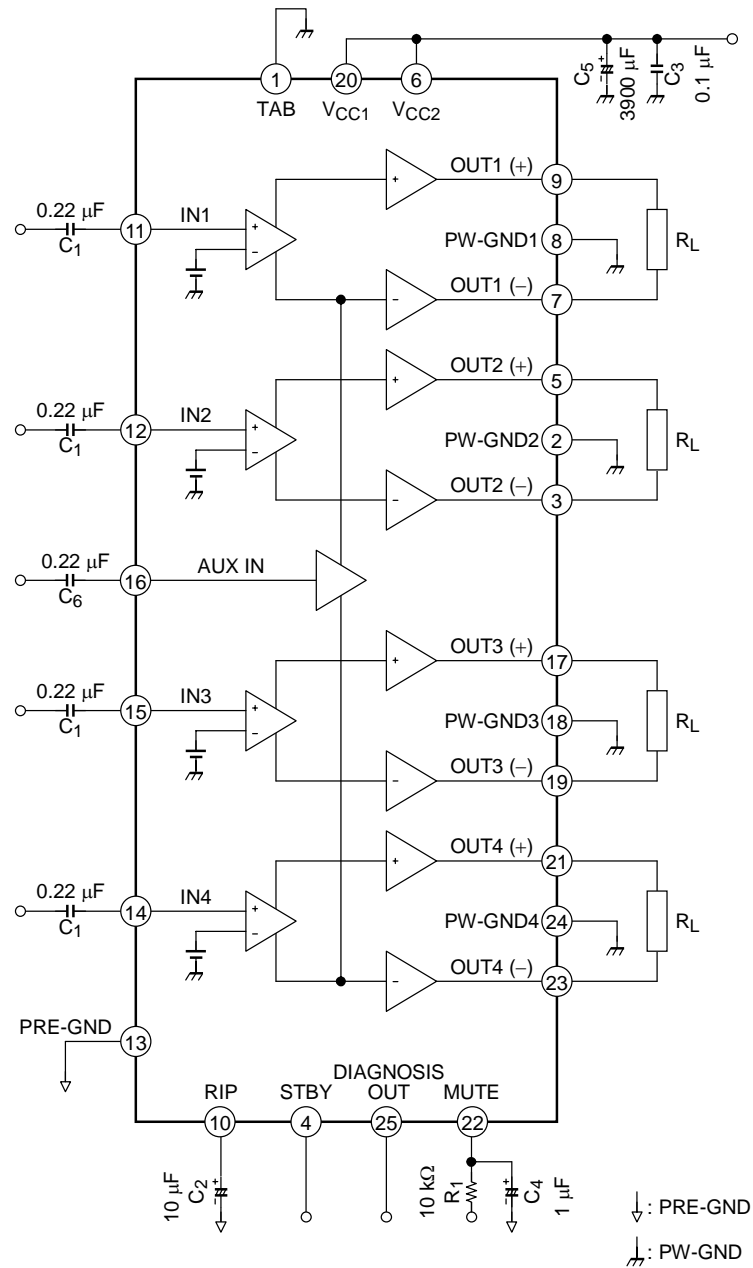 1
TAB
20
VCC1
6
VCC2
C5
3900 μF
C3
0.1 μF
0.22 μF
C1
11
IN1
+
−
+
OUT1 (+)
9
PW-GND1
8
RL
−
OUT1 (−)
7
0.22 μF
C1
12
IN2
+
−
+
OUT2 (+)
5
PW-GND2
2
RL
−
OUT2 (−)
3
0.22 μF
C6
16
AUX IN
0.22 μF
C1
15
IN3
+
−
+
OUT3 (+)
17
PW-GND3
18
RL
−
OUT3 (−)
19
0.22 μF
C1
14
IN4
+
−
+
OUT4 (+)
21
PW-GND4
24
RL
−
OUT4 (−)
23
PRE-GND
13
RIP
10
STBY
4
DIAGNOSIS
OUT
25
MUTE
22
10 μF
C2
10 kΩ
R1
C4
1 μF
: PRE-GND
: PW-GND